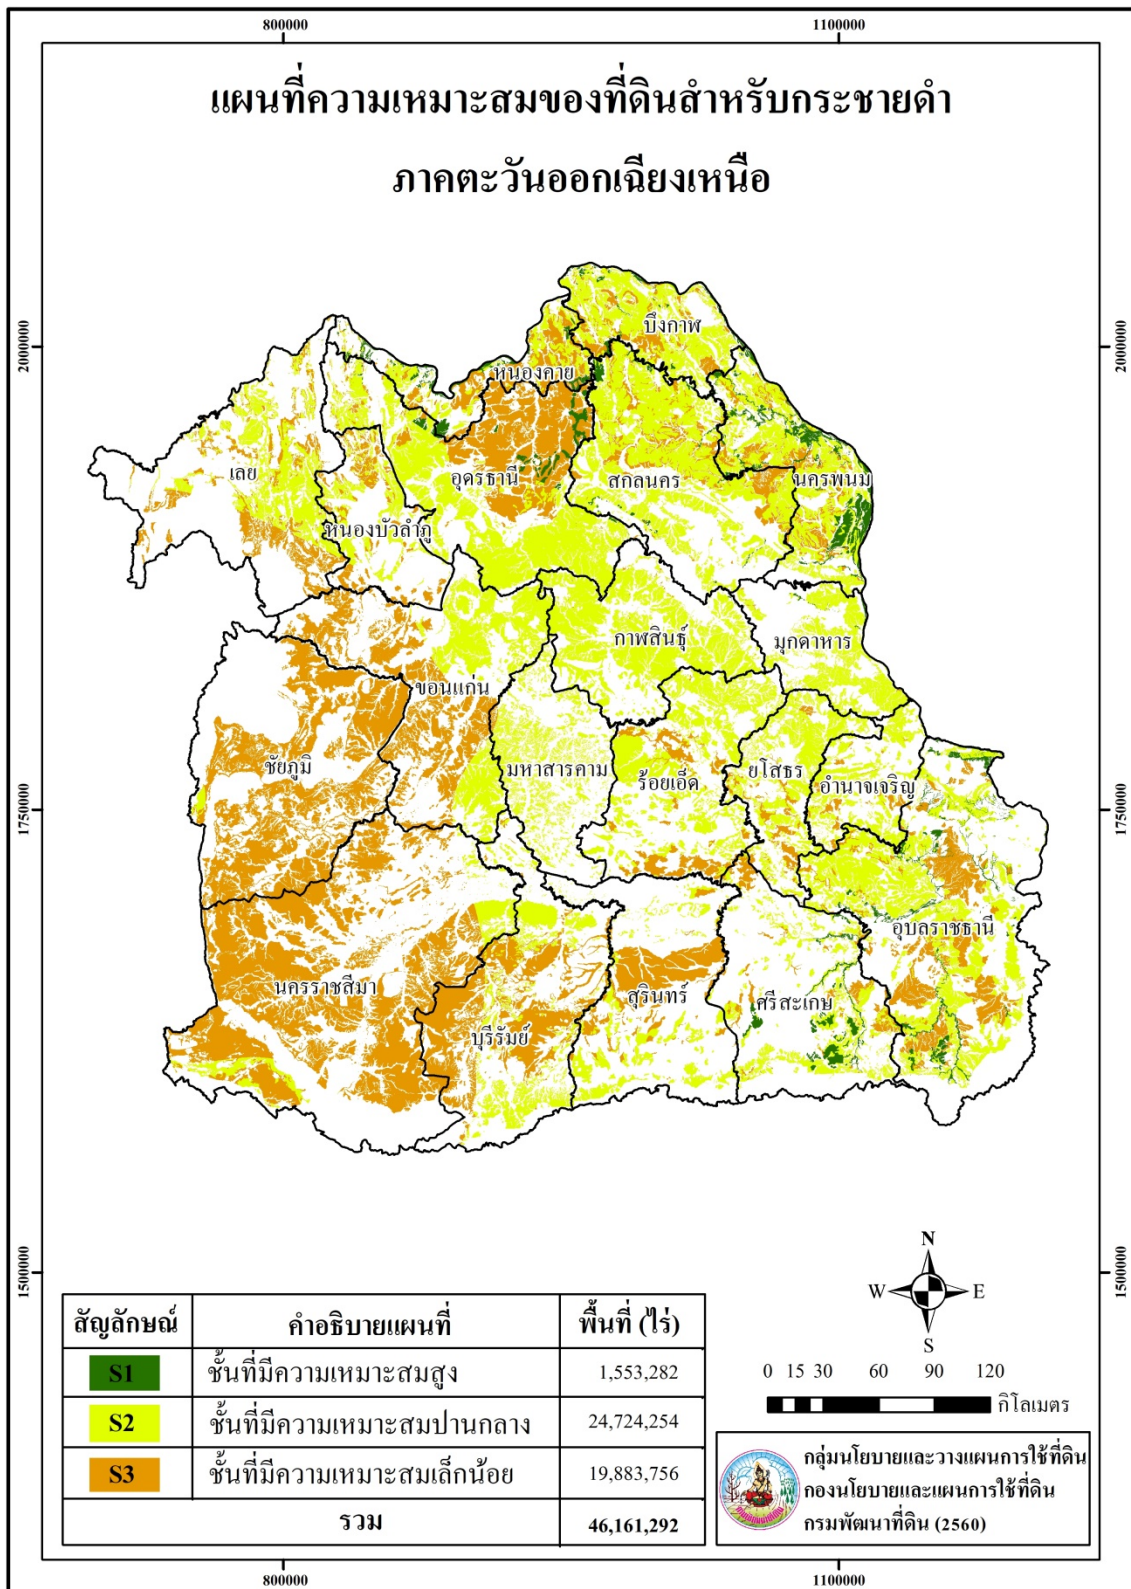 800000 1100000
แผนที่ความเหมาะสมของที่ดินสำหรับกระชายดำ
ภาคตะวันออกเฉียงเหนือ
2000000 2000000
บึงกาฬ
หนองคาย
เลย อุดรธานี สกลนคร นครพนม
หนองบัวลำภู
กาฬสินธุ์ มุกดาหาร
ขอนแก่น
ชัยภูมิ มหาสารคาม ร้อยเอ็ด ยโสธร อำนาจเจริญ
1750000 1750000
อุบลราชธานี
นครราชสีมา สุรินทร์ ศรีสะเกษ
บุรีรัมย์
1500000 1500000
N
W E
S
สัญลักษณ์ คำอธิบายแผนที่ พื้นที่ (ไร่)
S1 ชั้นที่มีความเหมาะสมสูง 1,553,282
S2 ชั้นที่มีความเหมาะสมปานกลาง 24,724,254
S3 ชั้นที่มีความเหมาะสมเล็กน้อย 19,883,756
รวม 46,161,292
0 15 30 60 90 120
กิโลเมตร
กลุ่มนโยบายและวางแผนการใช้ที่ดิน
กองนโยบายและแผนการใช้ที่ดิน
กรมพัฒนาที่ดิน (2560)
800000 1100000